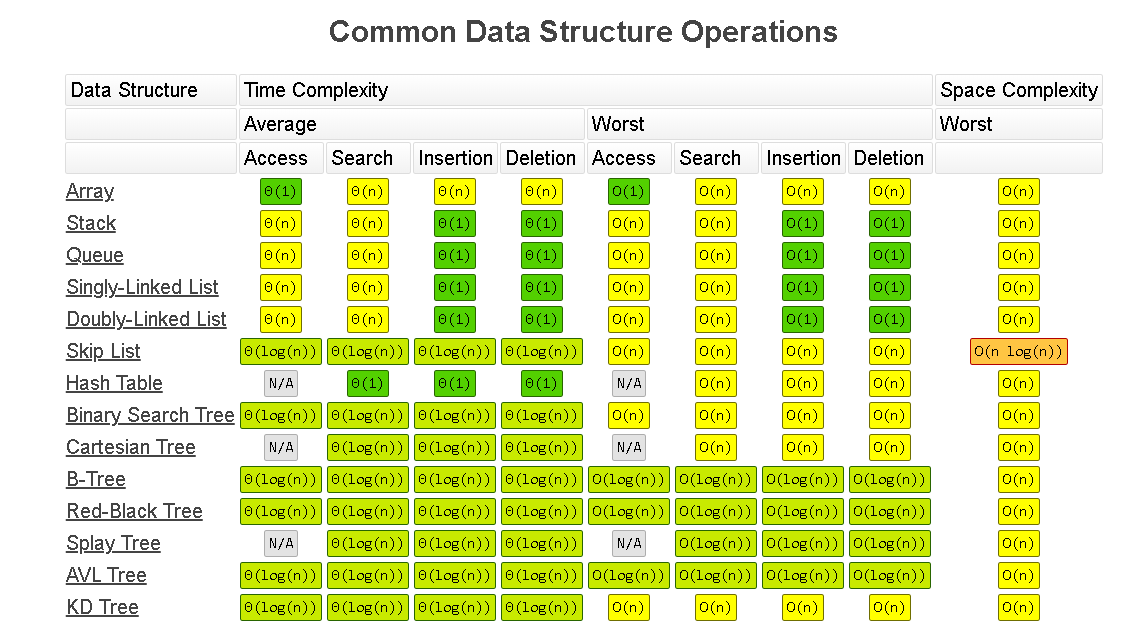 Common Data Structure Operations
Data Structure Time Complexity Space Complexity
Average Worst Worst
Access Search Insertion Deletion Access Search Insertion Deletion
Array Θ(1) Θ(n) Θ(n) Θ(n) O(1) O(n) O(n) O(n) O(n)
Stack Θ(n) Θ(n) Θ(1) Θ(1) O(n) O(n) O(1) O(1) O(n)
Queue Θ(n) Θ(n) Θ(1) Θ(1) O(n) O(n) O(1) O(1) O(n)
Singly-Linked List Θ(n) Θ(n) Θ(1) Θ(1) O(n) O(n) O(1) O(1) O(n)
Doubly-Linked List Θ(n) Θ(n) Θ(1) Θ(1) O(n) O(n) O(1) O(1) O(n)
Skip List Θ(log(n)) Θ(log(n)) Θ(log(n)) Θ(log(n)) O(n) O(n) O(n) O(n) O(n log(n))
Hash Table N/A Θ(1) Θ(1) Θ(1) N/A O(n) O(n) O(n) O(n)
Binary Search Tree Θ(log(n)) Θ(log(n)) Θ(log(n)) Θ(log(n)) O(n) O(n) O(n) O(n) O(n)
Cartesian Tree N/A Θ(log(n)) Θ(log(n)) Θ(log(n)) N/A O(n) O(n) O(n) O(n)
B-Tree Θ(log(n)) Θ(log(n)) Θ(log(n)) Θ(log(n)) O(log(n)) O(log(n)) O(log(n)) O(log(n)) O(n)
Red-Black Tree Θ(log(n)) Θ(log(n)) Θ(log(n)) Θ(log(n)) O(log(n)) O(log(n)) O(log(n)) O(log(n)) O(n)
Splay Tree N/A Θ(log(n)) Θ(log(n)) Θ(log(n)) N/A O(log(n)) O(log(n)) O(log(n)) O(n)
AVL Tree Θ(log(n)) Θ(log(n)) Θ(log(n)) Θ(log(n)) O(log(n)) O(log(n)) O(log(n)) O(log(n)) O(n)
KD Tree Θ(log(n)) Θ(log(n)) Θ(log(n)) Θ(log(n)) O(n) O(n) O(n) O(n) O(n)